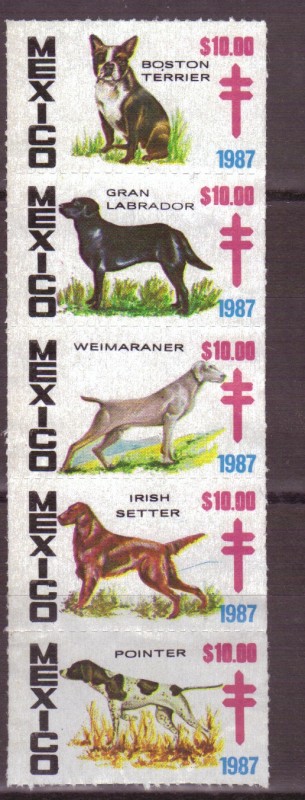 MEXICO
BOSTON
TERRIER
$10.00
1987
MEXICO
GRAN
LABRADOR
$10.00
1987
MEXICO
WEIMARANER
$10.00
1987
MEXICO
IRISH
SETTER
$10.00
1987
MEXICO
POINTER
$10.00
1987